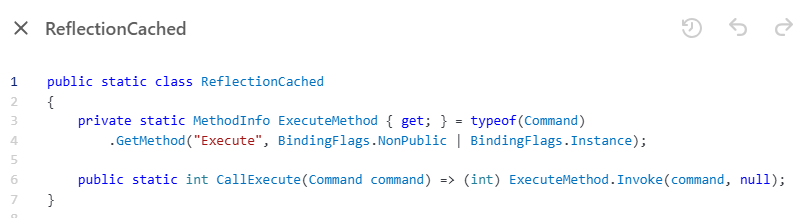 ReflectionCached
1 public static class ReflectionCached
2 {
3     private static MethodInfo ExecuteMethod { get; } = typeof(Command)
4         .GetMethod("Execute", BindingFlags.NonPublic | BindingFlags.Instance);
5
6     public static int CallExecute(Command command) => (int) ExecuteMethod.Invoke(command, null);
7 }
8